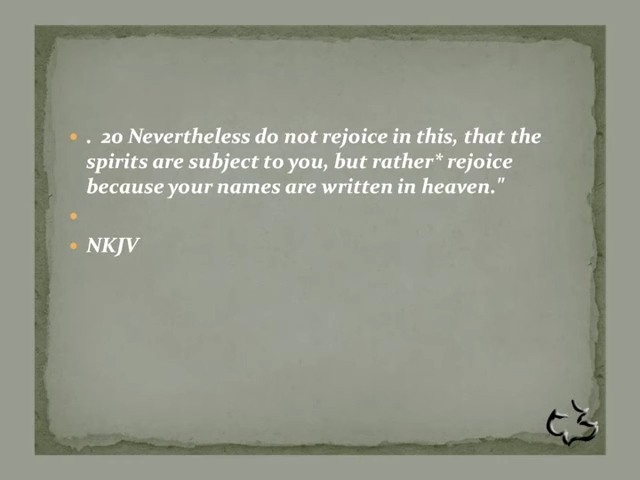 . 20 Nevertheless do not rejoice in this, that the
spirits are subject to you, but rather* rejoice
because your names are written in heaven."
NKJV